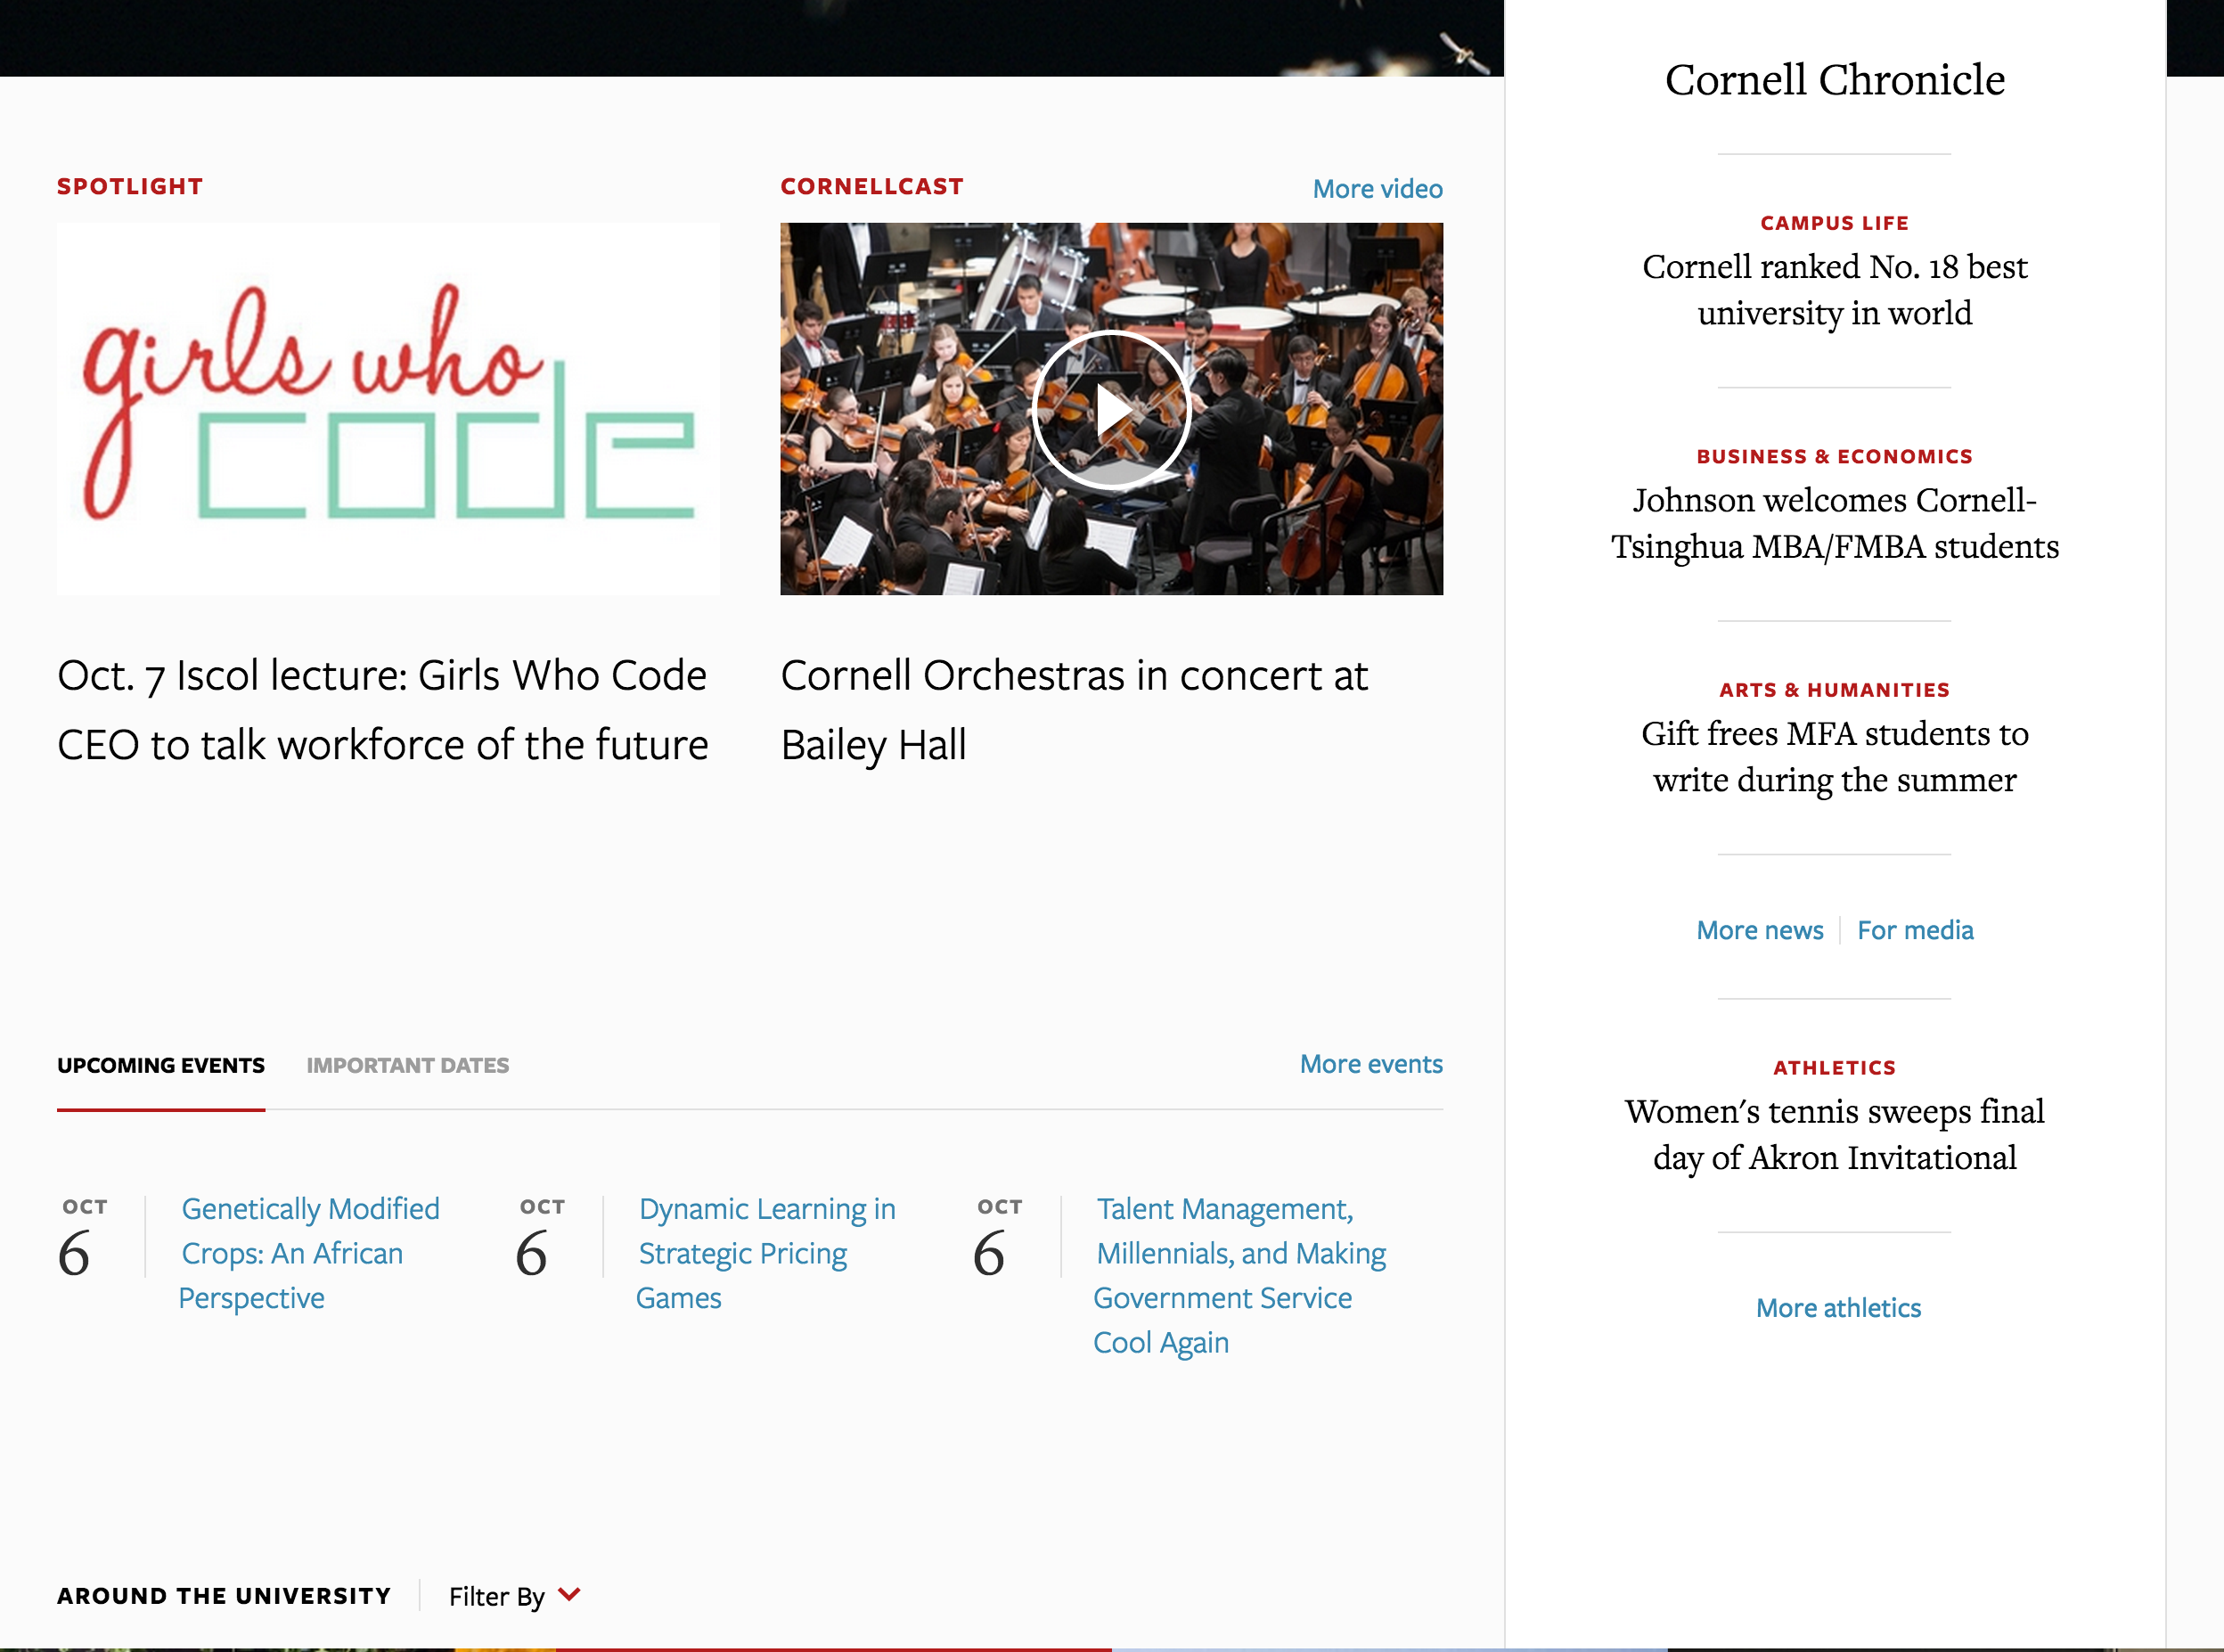 SPOTLIGHT
girls who
code
Oct. 7 Iscol lecture: Girls Who Code
CEO to talk workforce of the future
CORNELLCAST
More video
Cornell Orchestras in concert at
Bailey Hall
UPCOMING EVENTS
IMPORTANT DATES
More events
OCT
6
Genetically Modified
Crops: An African
Perspective
OCT
6
Dynamic Learning in
Strategic Pricing
Games
OCT
6
Talent Management,
Millennials, and Making
Government Service
Cool Again
AROUND THE UNIVERSITY
Filter By
Cornell Chronicle
CAMPUS LIFE
Cornell ranked No. 18 best
university in world
BUSINESS & ECONOMICS
Johnson welcomes Cornell-
Tsinghua MBA/FMBA students
ARTS & HUMANITIES
Gift frees MFA students to
write during the summer
More news
For media
ATHLETICS
Women's tennis sweeps final
day of Akron Invitational
More athletics